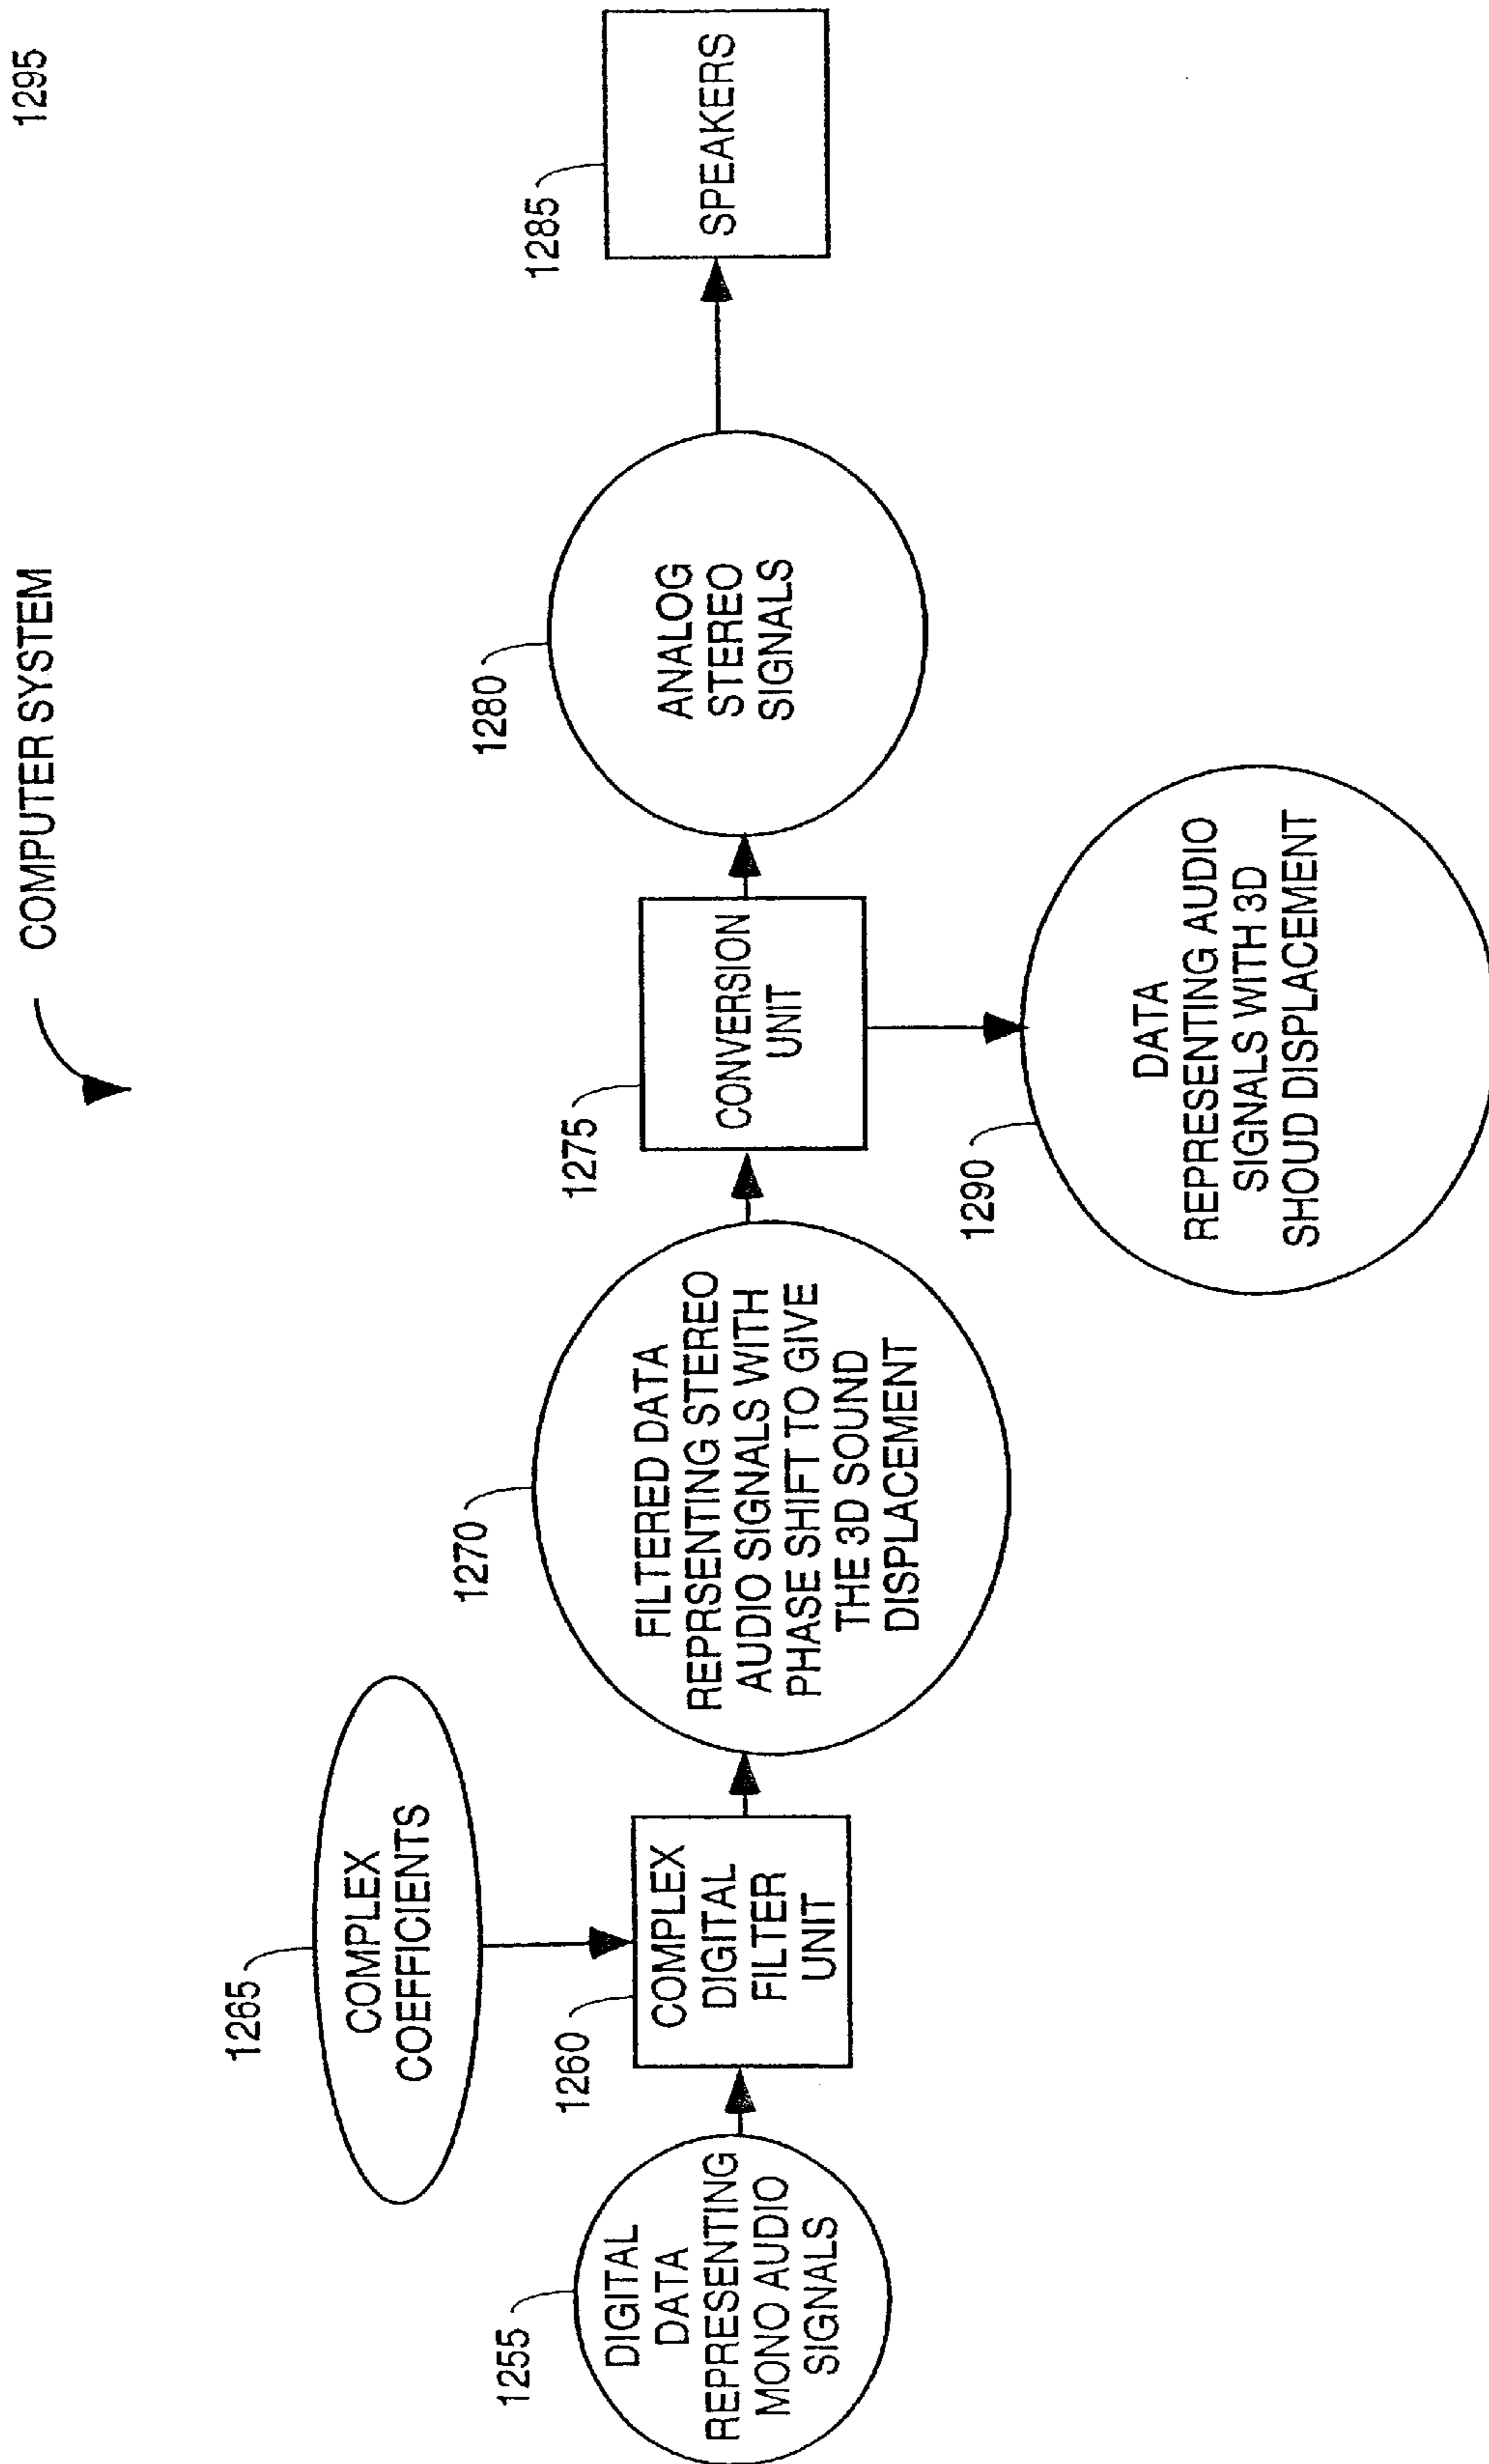 COMPUTER SYSTEM
1295
1265
COMPLEX
COEFFICIENTS
1255
DIGITAL
DATA
REPRESENTING
MONO AUDIO
SIGNALS
1260
COMPLEX
DIGITAL
FILTER
UNIT
1270
FILTERED DATA
REPRSENTING STEREO
AUDIO SIGNALS WITH
PHASE SHIFT TO GIVE
THE 3D SOUND
DISPLACEMENT
1275
CONVERSION
UNIT
1280
ANALOG
STEREO
SIGNALS
1285
SPEAKERS
1290
DATA
REPRESENTING AUDIO
SIGNALS WITH 3D
SHOUD DISPLACEMENT